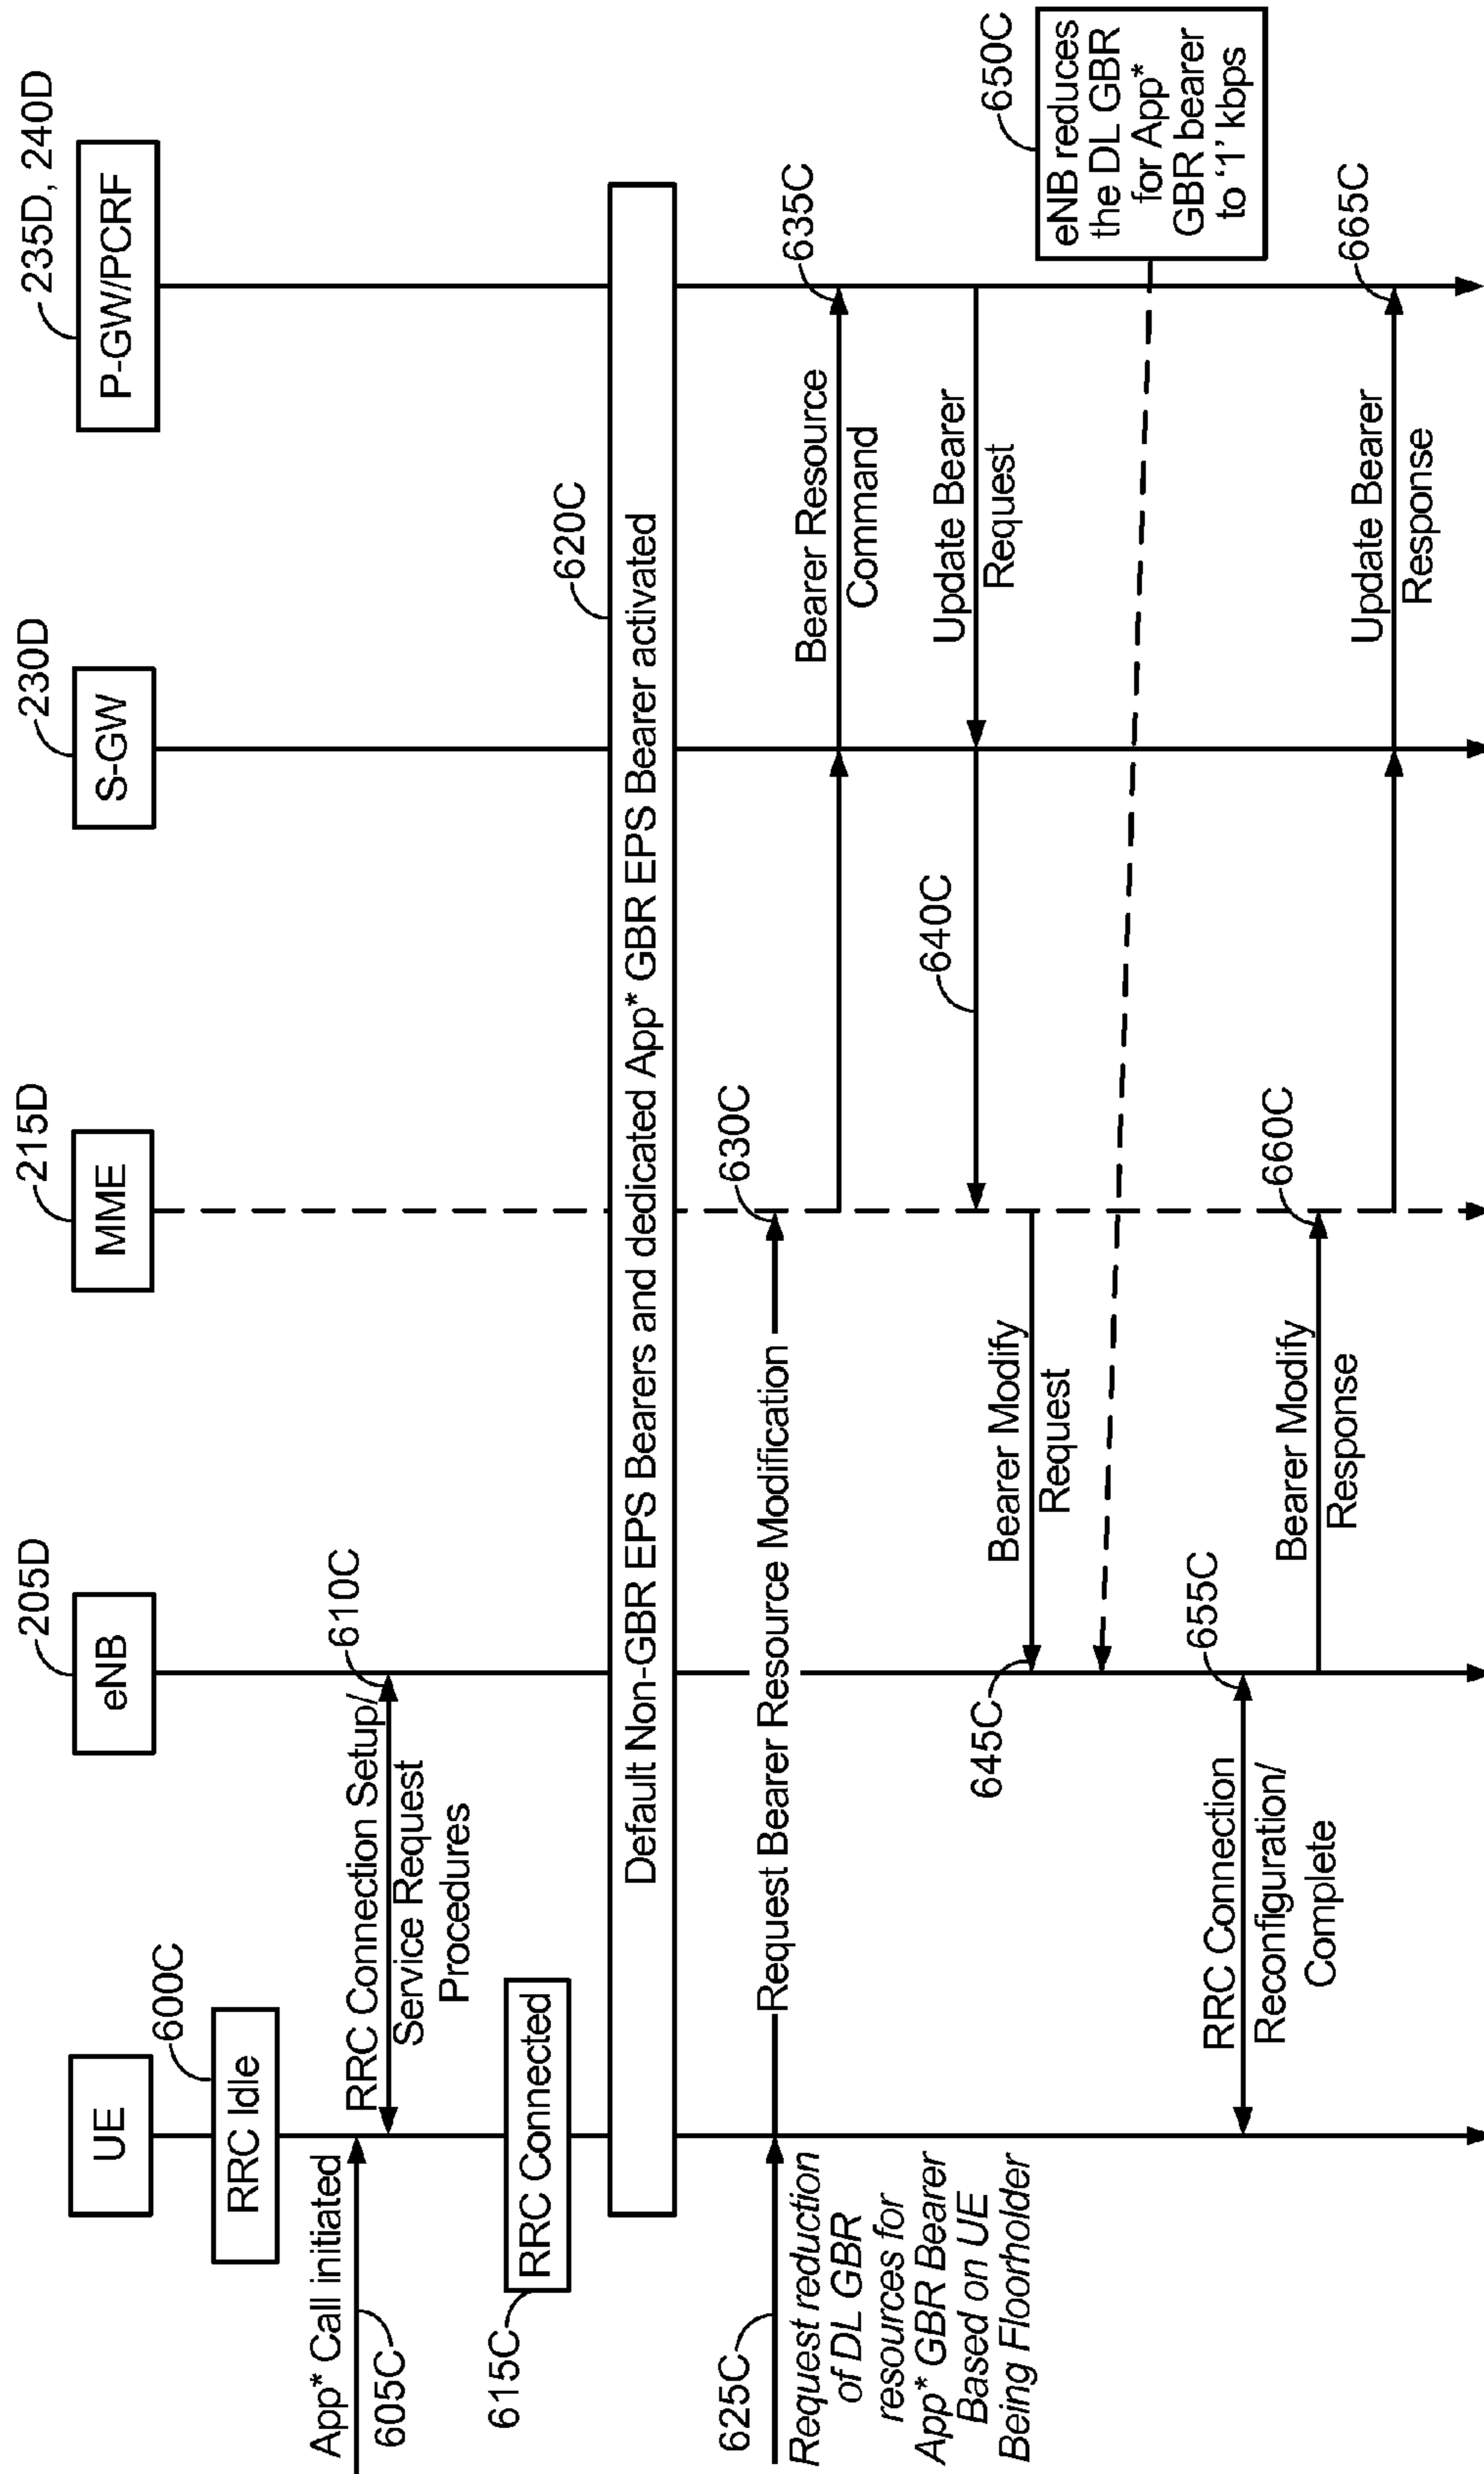 UE
eNB
205D
MME
215D
S-GW
230D
P-GW/PCRF
235D, 240D
RRC Idle
600C
App* Call initiated
605C
RRC Connection Setup/
Service Request
Procedures
610C
RRC Connected
615C
Default Non-GBR EPS Bearers and dedicated App* GBR EPS Bearer activated
620C
625C
Request reduction
of DL GBR
resources for
App* GBR Bearer
Based on UE
Being Floorholder
Request Bearer Resource Modification
630C
Bearer Resource
Command
635C
Update Bearer
Request
640C
Bearer Modify
Request
645C
eNB reduces
the DL GBR
for App*
GBR bearer
to '1' kbps
650C
RRC Connection
Reconfiguration/
Complete
655C
Bearer Modify
Response
660C
Update Bearer
Response
665C